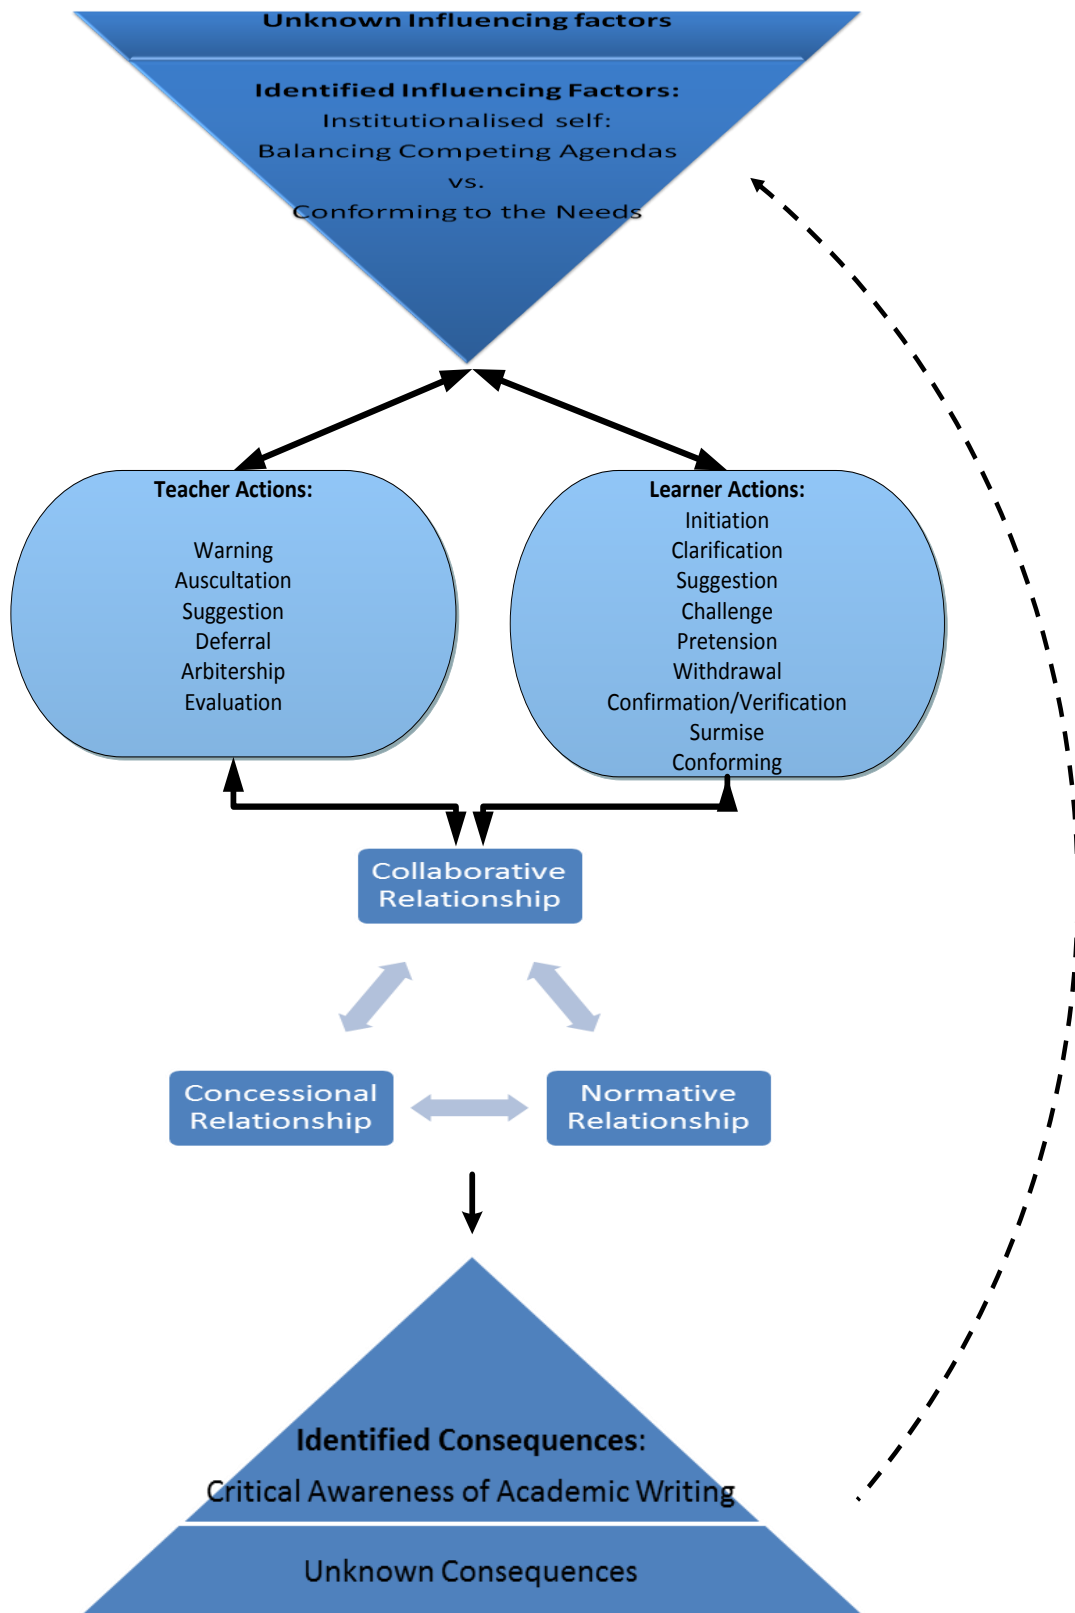 Unknown Influencing factors
Identified Influencing Factors:
Institutionalised self:
Balancing Competing Agendas
vs.
Conforming to the Needs
Teacher Actions:
Warning
Auscultation
Suggestion
Deferral
Arbitership
Evaluation
Learner Actions:
Initiation
Clarification
Suggestion
Challenge
Pretension
Withdrawal
Confirmation/Verification
Surmise
Conforming
Collaborative
Relationship
Concessional
Relationship
Normative
Relationship
Identified Consequences:
Critical Awareness of Academic Writing
Unknown Consequences